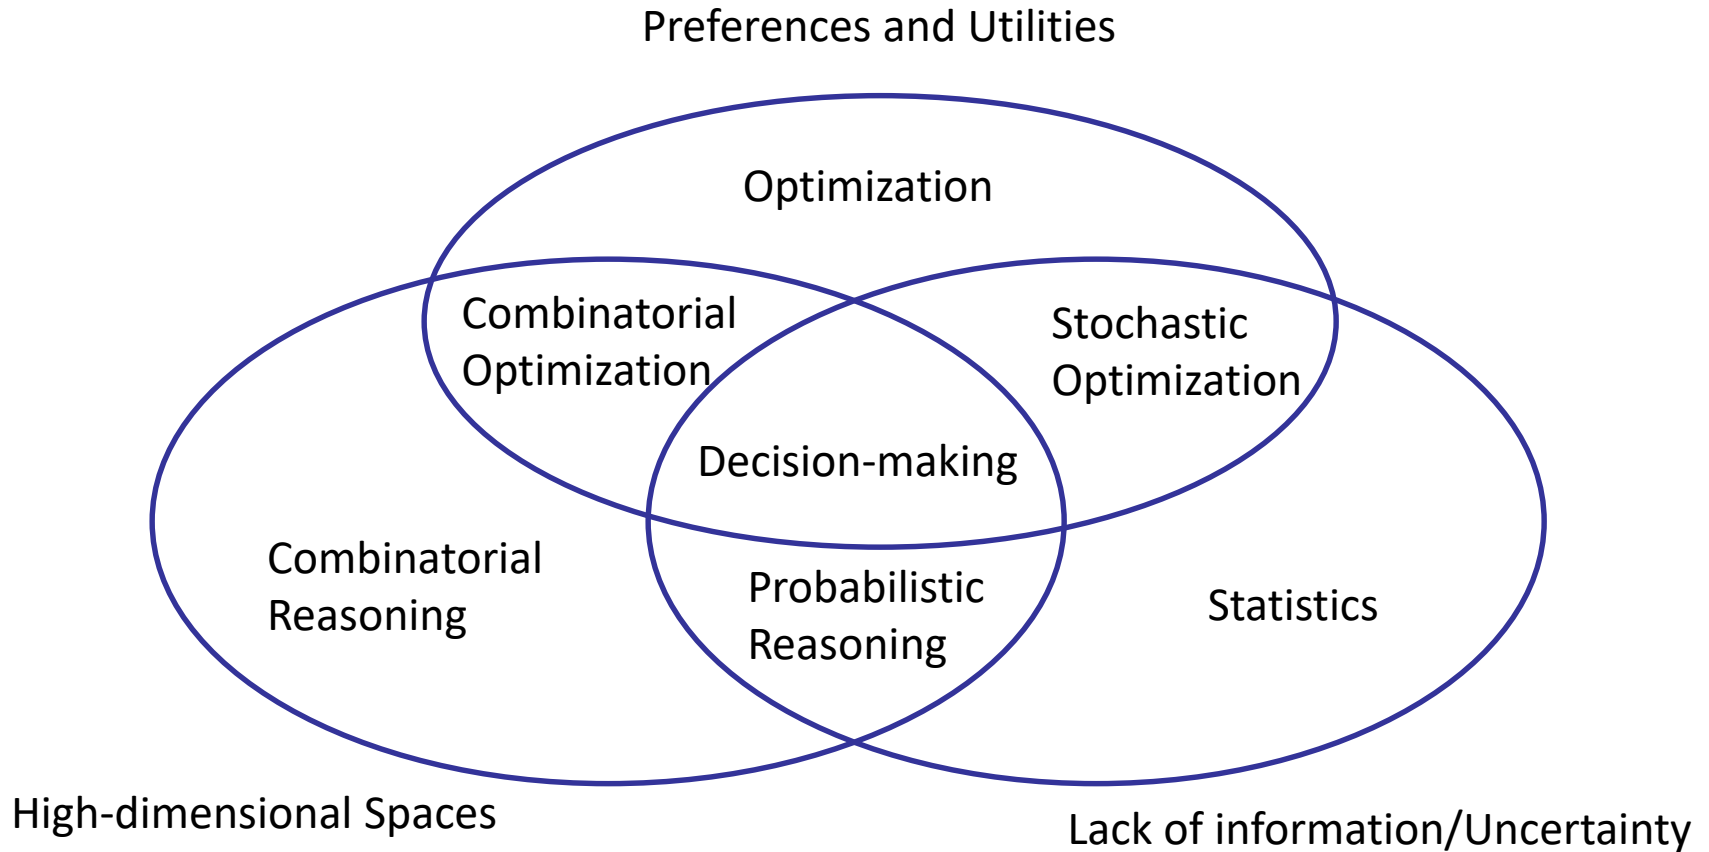 Preferences and Utilities
Optimization
Combinatorial
Optimization
Stochastic
Optimization
Decision-making
Combinatorial
Reasoning
Probabilistic
Reasoning
Statistics
High-dimensional Spaces
Lack of information/Uncertainty